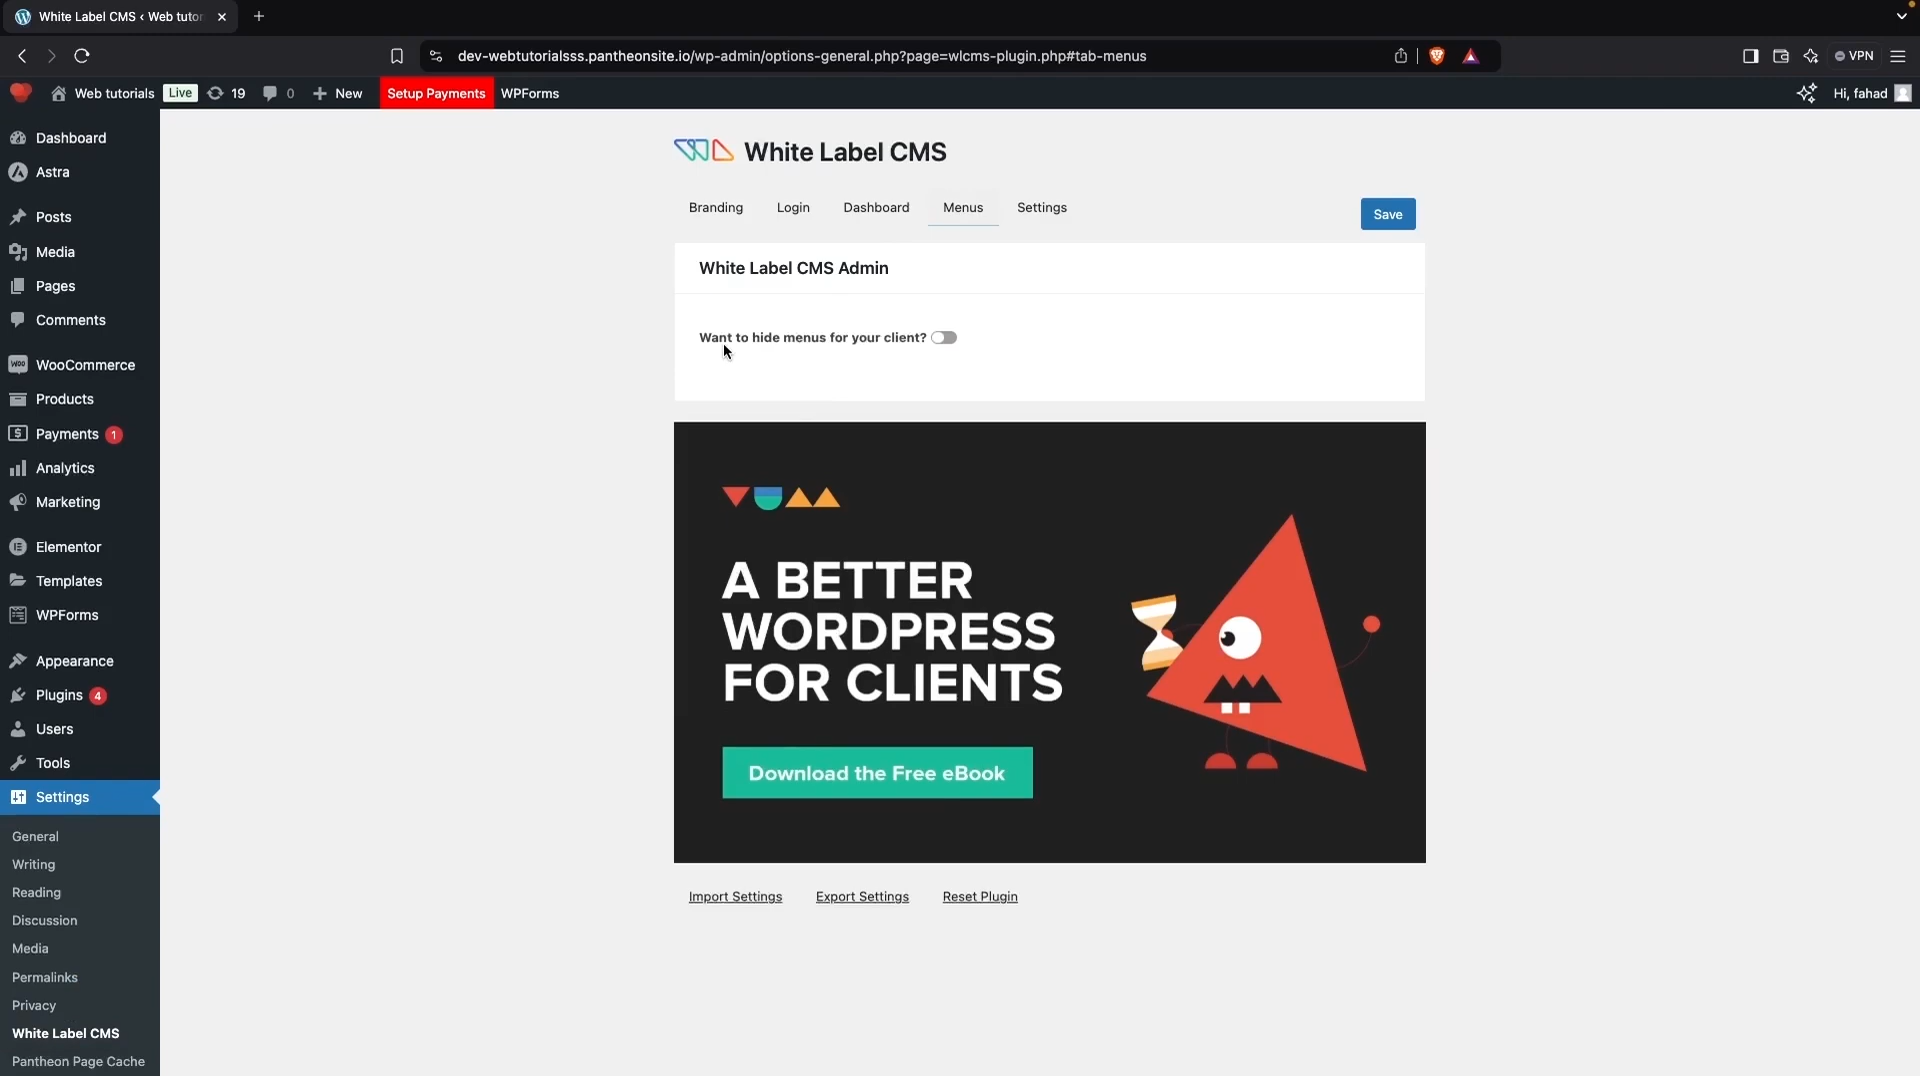 White Label CMS ‹ Web tutor
dev-webtutorialsss.pantheonsite.io/wp-admin/options-general.php?page=wlcms-plugin.php#tab-menus
VPN
Web tutorials Live 19 0 New Setup Payments WPForms Hi, fahad
Dashboard
Astra
Posts
Media
Pages
Comments
WooCommerce
Products
Payments 1
Analytics
Marketing
Elementor
Templates
WPForms
Appearance
Plugins 4
Users
Tools
Settings
General
Writing
Reading
Discussion
Media
Permalinks
Privacy
White Label CMS
Pantheon Page Cache
White Label CMS
Branding Login Dashboard Menus Settings
Save
White Label CMS Admin
Want to hide menus for your client?
A BETTER
WORDPRESS
FOR CLIENTS
Download the Free eBook
Import Settings Export Settings Reset Plugin